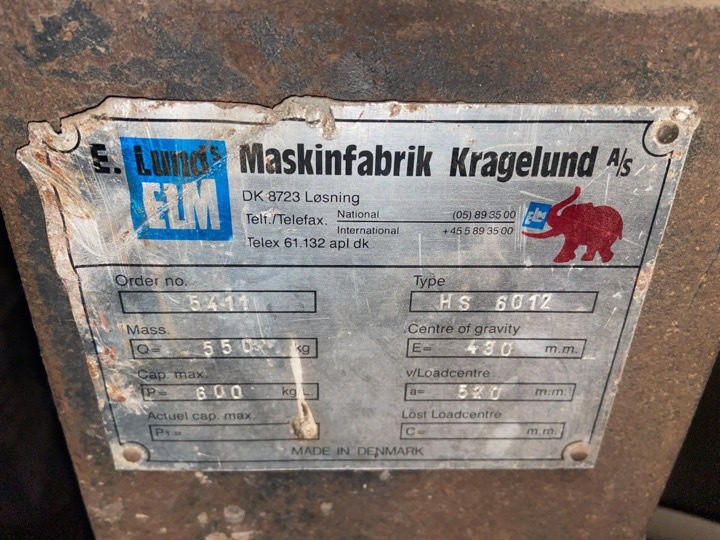 E. Lunds Maskinfabrik Kragelund A/S
ELM
DK 8723 Løsning
Telf./Telefax. National (05) 89 35 00
International +45 5 89 35 00
Telex 61.132 apl dk
Order no. Type
5411 HS 6012
Mass. Centre of gravity
Q= 550 kg E= 430 m.m.
Cap. max. v/Loadcentre
P= 600 kg a= m.m.
Actuel cap. max. Lost Loadcentre
P1= C= m.m.
MADE IN DENMARK